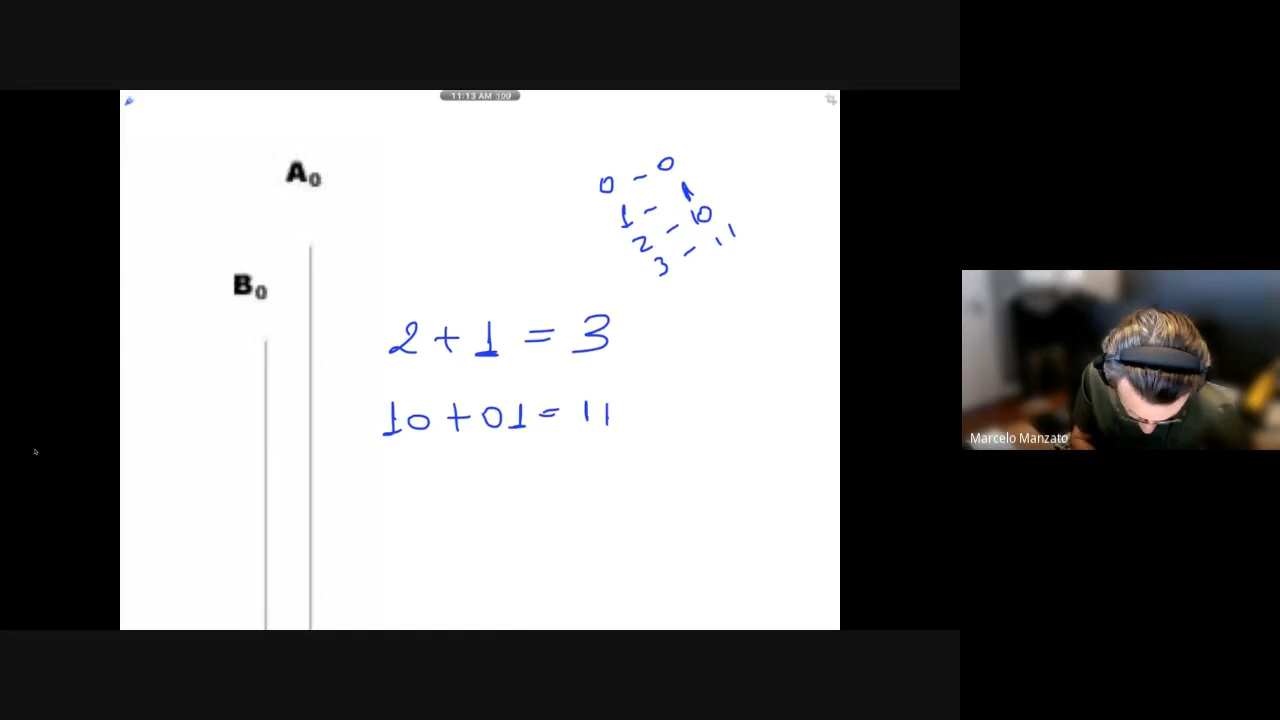 11:13 AM 100
A0
0 - 0
1 - 1
2 - 10
3 - 11
B0
2 + 1 = 3
10 + 01 = 11
Marcelo Manzato